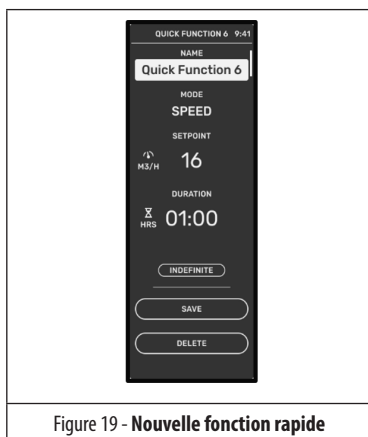 QUICK FUNCTION 6 9:41
NAME
Quick Function 6
MODE
SPEED
SETPOINT
M3/H 16
DURATION
HRS 01:00
INDEFINITE
SAVE
DELETE
Figure 19 - Nouvelle fonction rapide